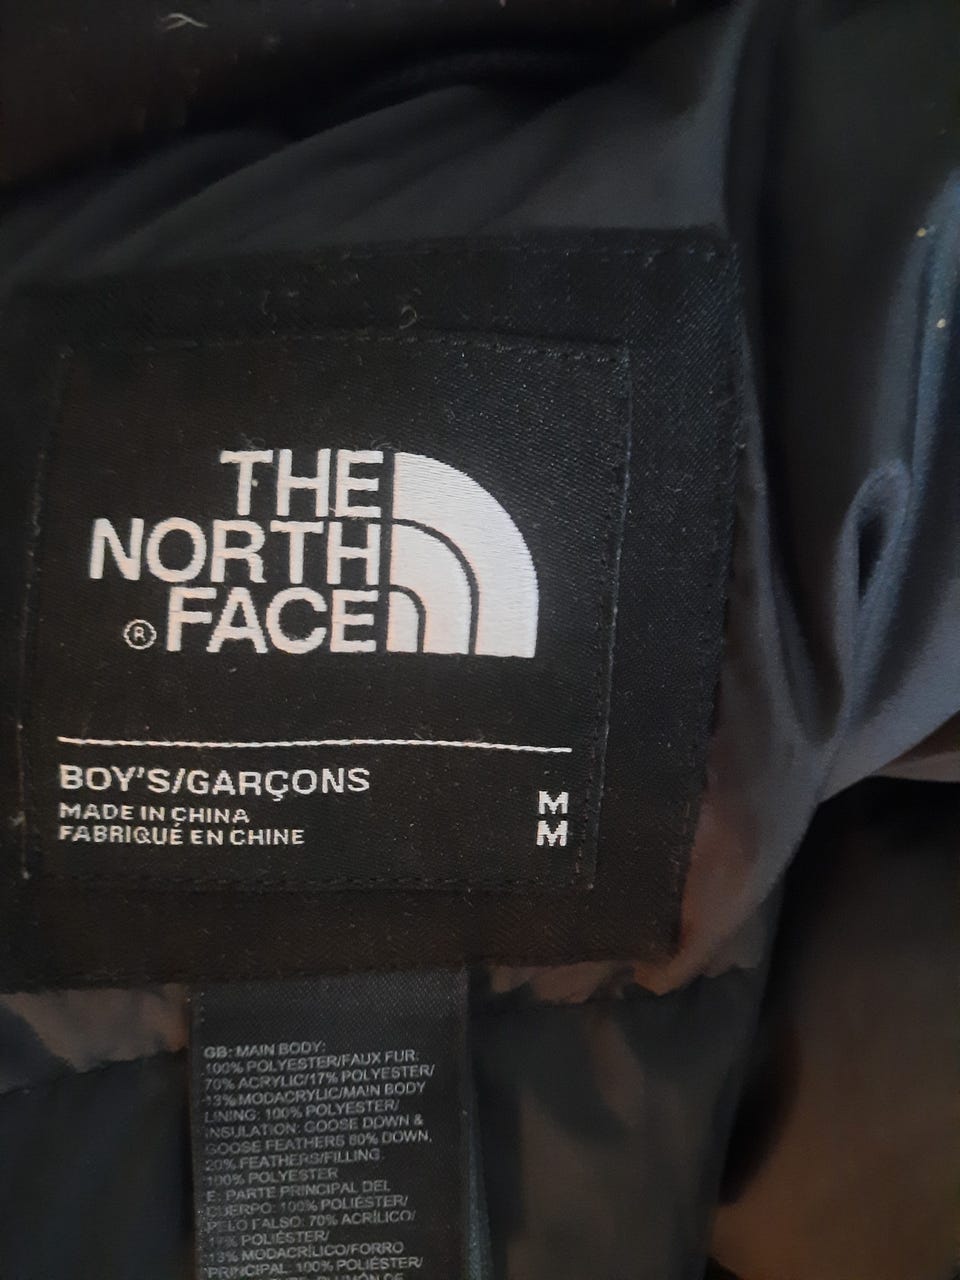 THE
NORTH
® FACE
BOY'S/GARÇONS
MADE IN CHINA
FABRIQUÉ EN CHINE
M
M
GB: MAIN BODY:
100% POLYESTER/FAUX FUR:
70% ACRYLIC/17% POLYESTER/
13% MODACRYLIC/MAIN BODY
LINING: 100% POLYESTER/
INSULATION: GOOSE DOWN &
GOOSE FEATHERS 80% DOWN,
20% FEATHERS/FILLING:
100% POLYESTER
E: PARTE PRINCIPAL DEL
CUERPO: 100% POLIÉSTER/
PELO FALSO: 70% ACRÍLICO/
17% POLIÉSTER/
13% MODACRÍLICO/FORRO
PRINCIPAL: 100% POLIÉSTER/
PLUMÓN DE